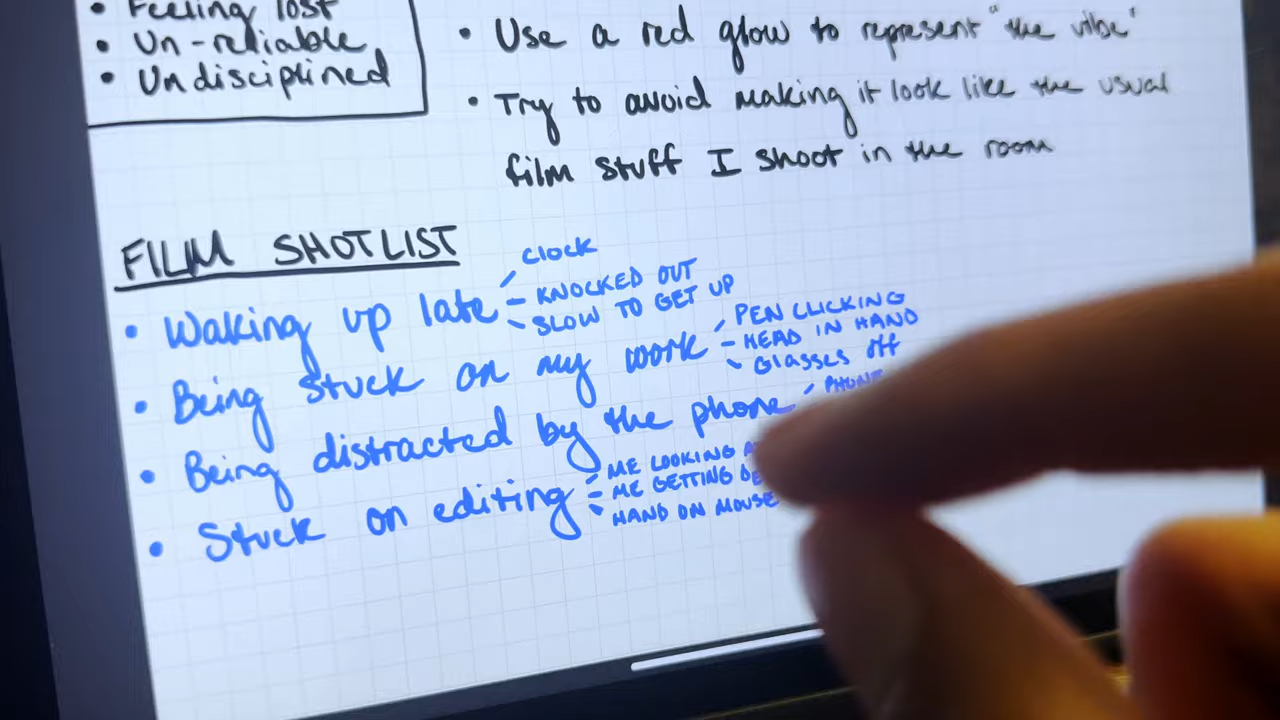 Feeling lost
• Un-reliable
• Undisciplined
• Use a red glow to represent "the vibe"
• Try to avoid making it look like the usual
film stuff I shoot in the room
FILM SHOTLIST
• Waking up late
Clock
KNOCKED OUT
SLOW TO GET UP
• Being stuck on my work
PEN CLICKING
HEAD IN HAND
Glasses off
• Being distracted by the phone
• Stuck on editing
ME LOOKING
ME GETTING
HAND ON MOUSE